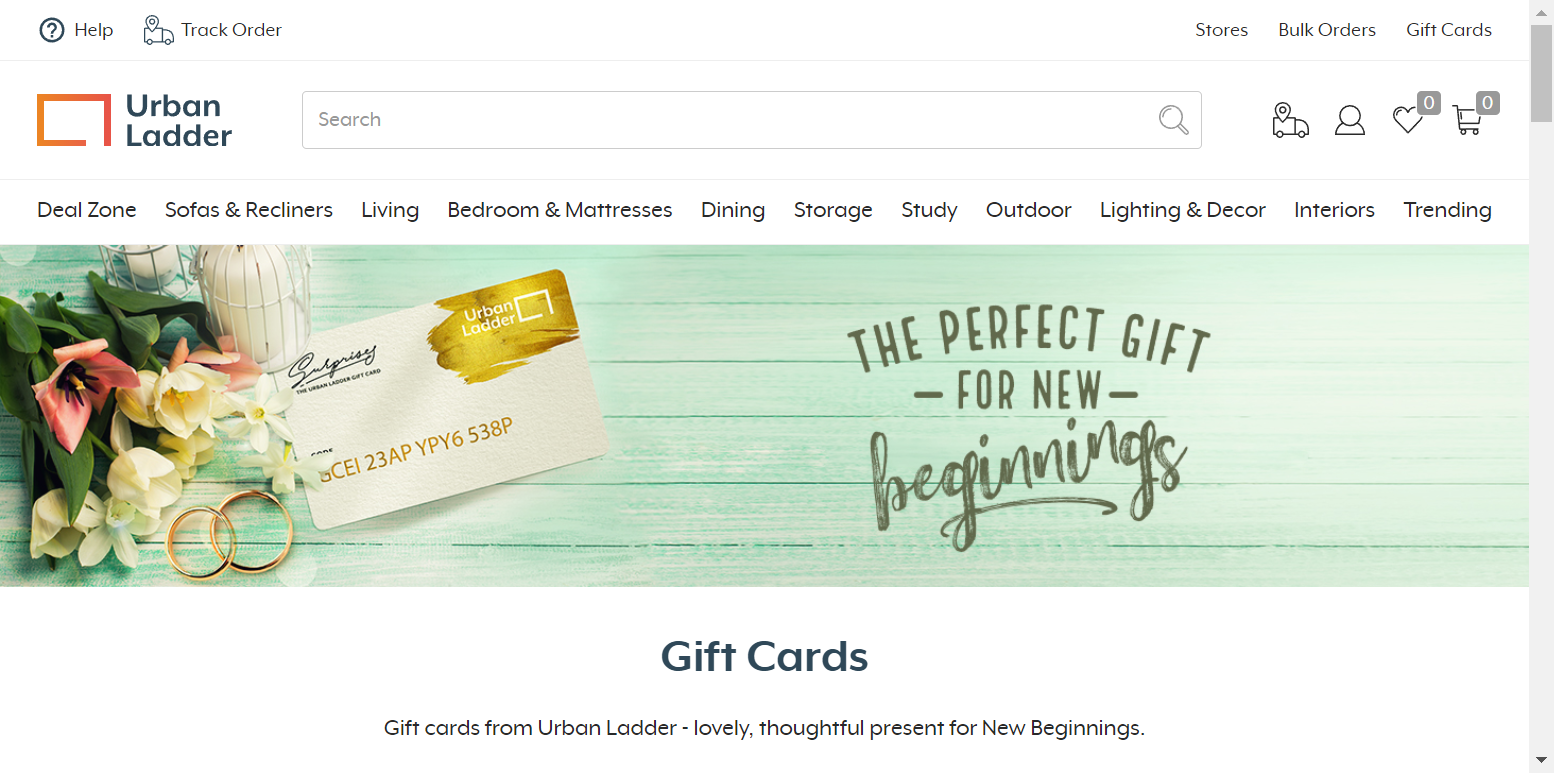 Help
Track Order
Stores
Bulk Orders
Gift Cards
Urban
Ladder
Search
0
0
Deal Zone
Sofas & Recliners
Living
Bedroom & Mattresses
Dining
Storage
Study
Outdoor
Lighting & Decor
Interiors
Trending
Urban
Ladder
Surprises
THE URBAN LADDER GIFT CARD
CODE
GCEI 23AP YPY6 538P
THE PERFECT GIFT
– FOR NEW –
beginnings
Gift Cards
Gift cards from Urban Ladder - lovely, thoughtful present for New Beginnings.